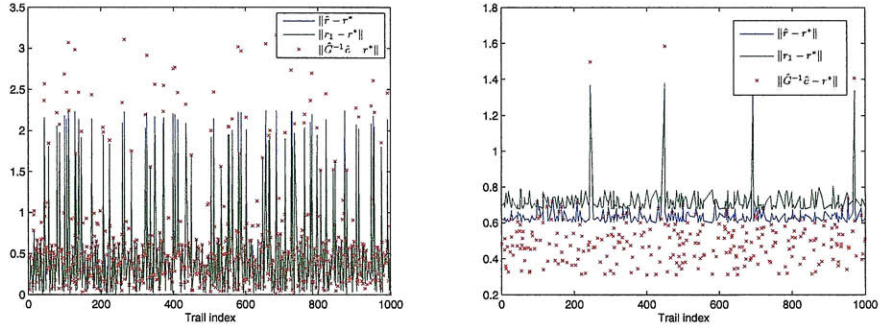 3.5
3
2.5
2
1.5
1
0.5
0
0 200 400 600 800 1000
Trail index
‖r̂ − r*‖
‖r₁ − r*‖
‖Ĝ⁻¹ĉ − r*‖
1.8
1.6
1.4
1.2
1
0.8
0.6
0.4
0.2
0 200 400 600 800 1000
Trail index
‖r̂ − r*‖
‖r₁ − r*‖
‖Ĝ⁻¹ĉ − r*‖